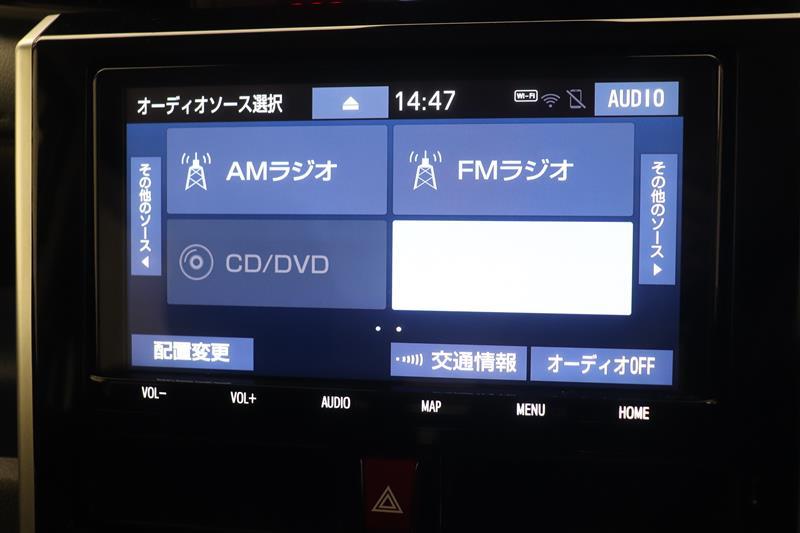 オーディオソース選択
14:47
Wi-Fi
AUDIO
その他のソース
AMラジオ
FMラジオ
その他のソース
CD/DVD
配置変更
交通情報
オーディオOFF
VOL-
VOL+
AUDIO
MAP
MENU
HOME